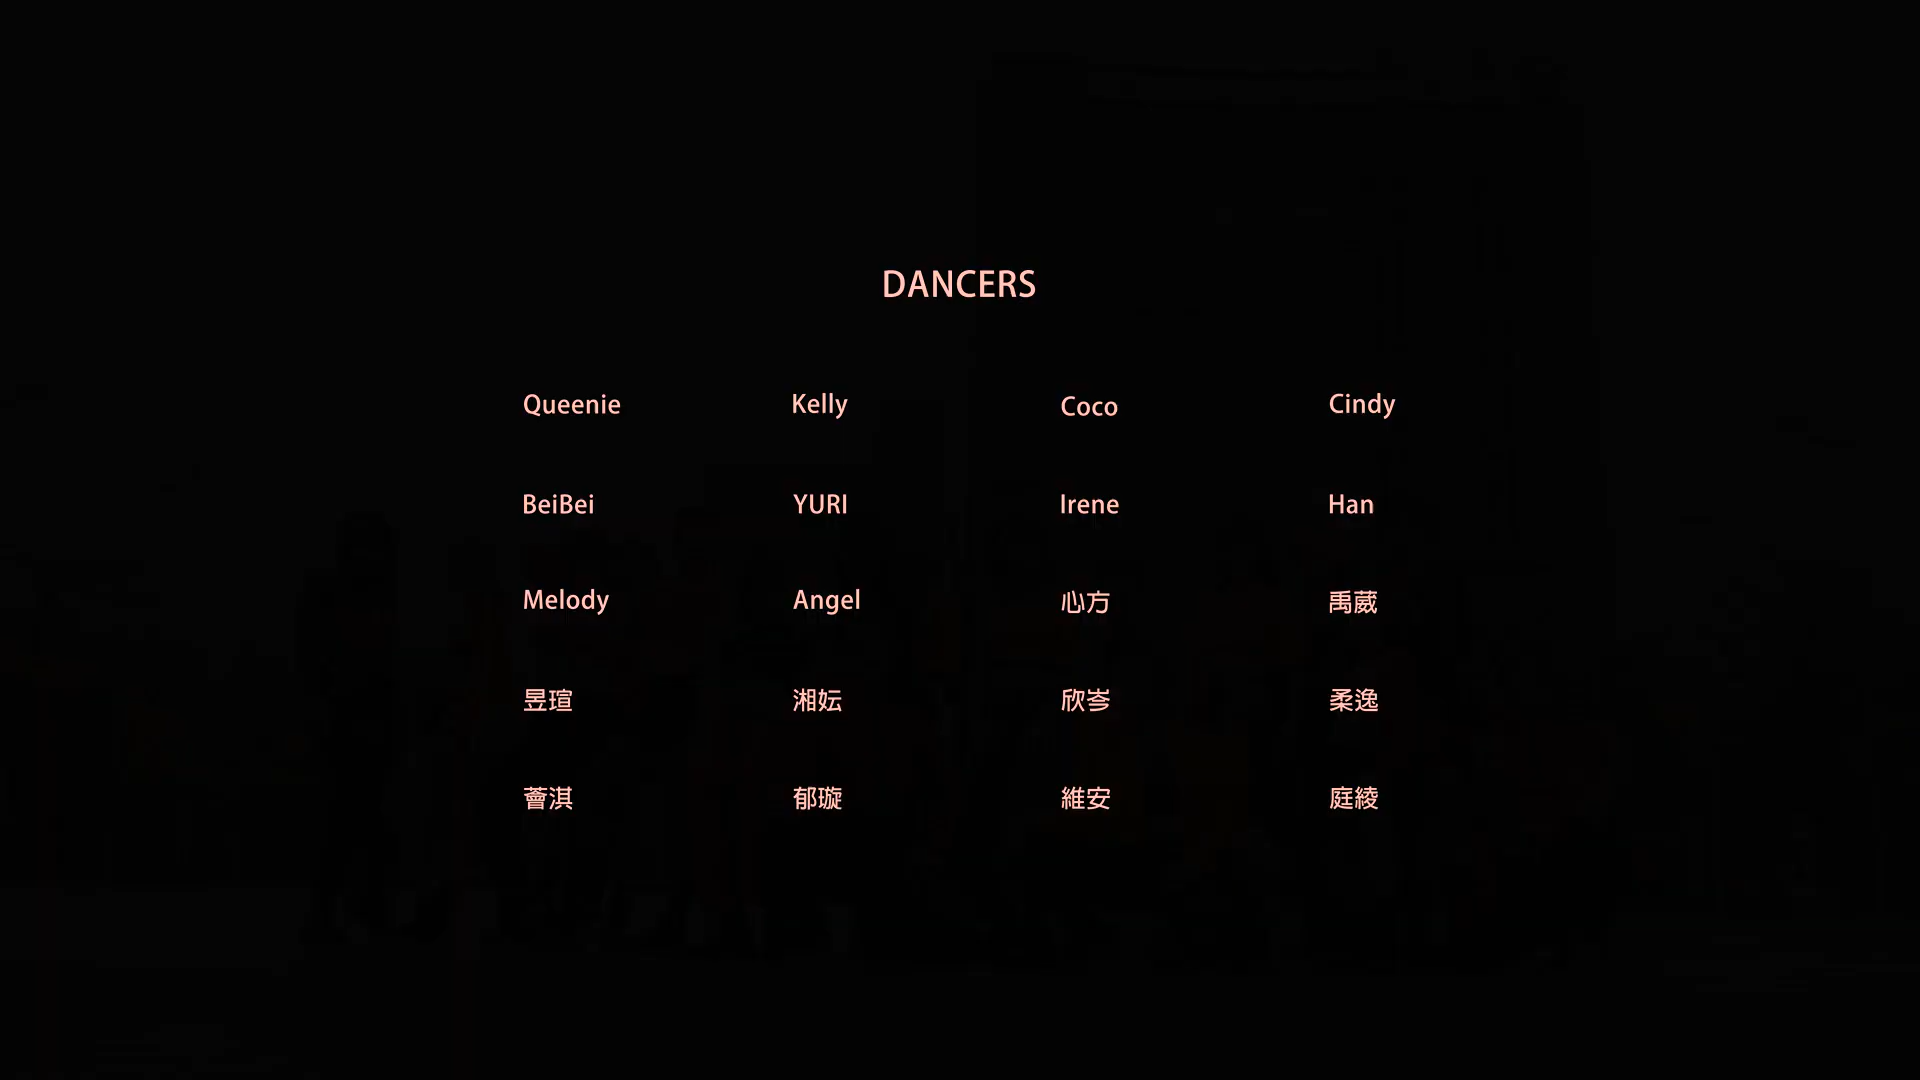 DANCERS
Queenie Kelly Coco Cindy
BeiBei YURI Irene Han
Melody Angel 心方 禹葳
昱瑄 湘妘 欣岑 柔逸
薈淇 郁璇 維安 庭綾